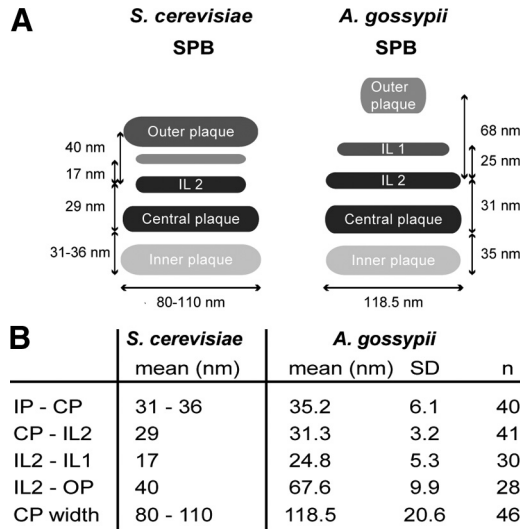 A
S. cerevisiae
SPB
A. gossypii
SPB
Outer plaque
IL 2
Central plaque
Inner plaque
40 nm
17 nm
29 nm
31-36 nm
80-110 nm
Outer
plaque
IL 1
IL 2
Central plaque
Inner plaque
68 nm
25 nm
31 nm
35 nm
118.5 nm
B
S. cerevisiae A. gossypii
mean (nm) mean (nm) SD n
IP - CP 31 - 36 35.2 6.1 40
CP - IL2 29 31.3 3.2 41
IL2 - IL1 17 24.8 5.3 30
IL2 - OP 40 67.6 9.9 28
CP width 80 - 110 118.5 20.6 46